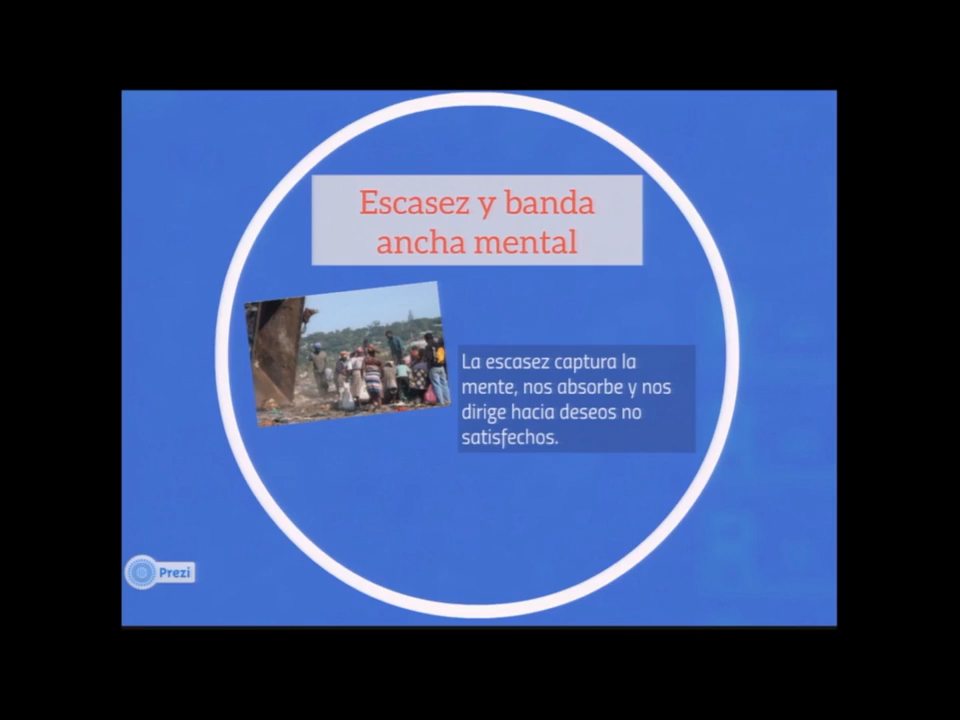 Escasez y banda
ancha mental
La escasez captura la
mente, nos absorbe y nos
dirige hacia deseos no
satisfechos.
Prezi